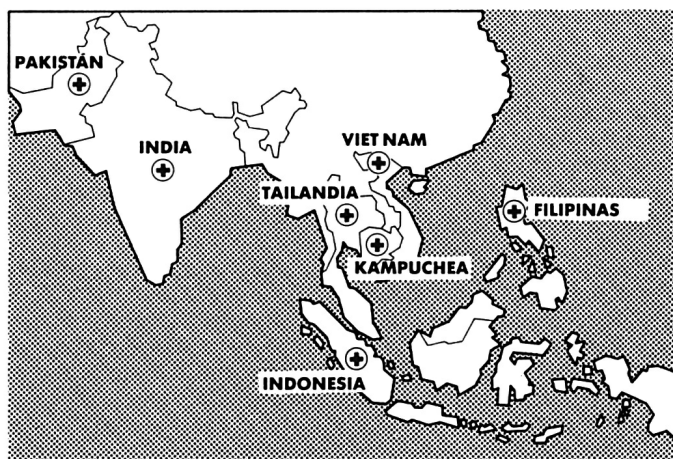 PAKISTÁN
INDIA
VIET NAM
TAILANDIA
FILIPINAS
KAMPUCHEA
INDONESIA